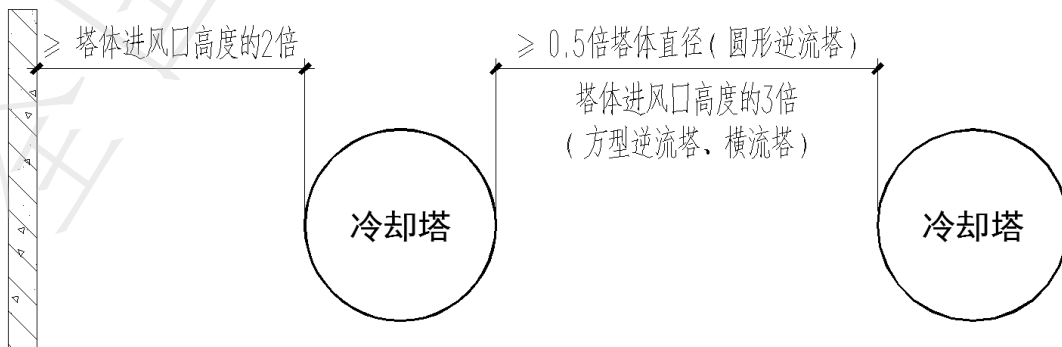 ≥ 塔体进风口高度的2倍
≥ 0.5倍塔体直径(圆形逆流塔)
塔体进风口高度的3倍
(方型逆流塔、横流塔)
冷却塔
冷却塔